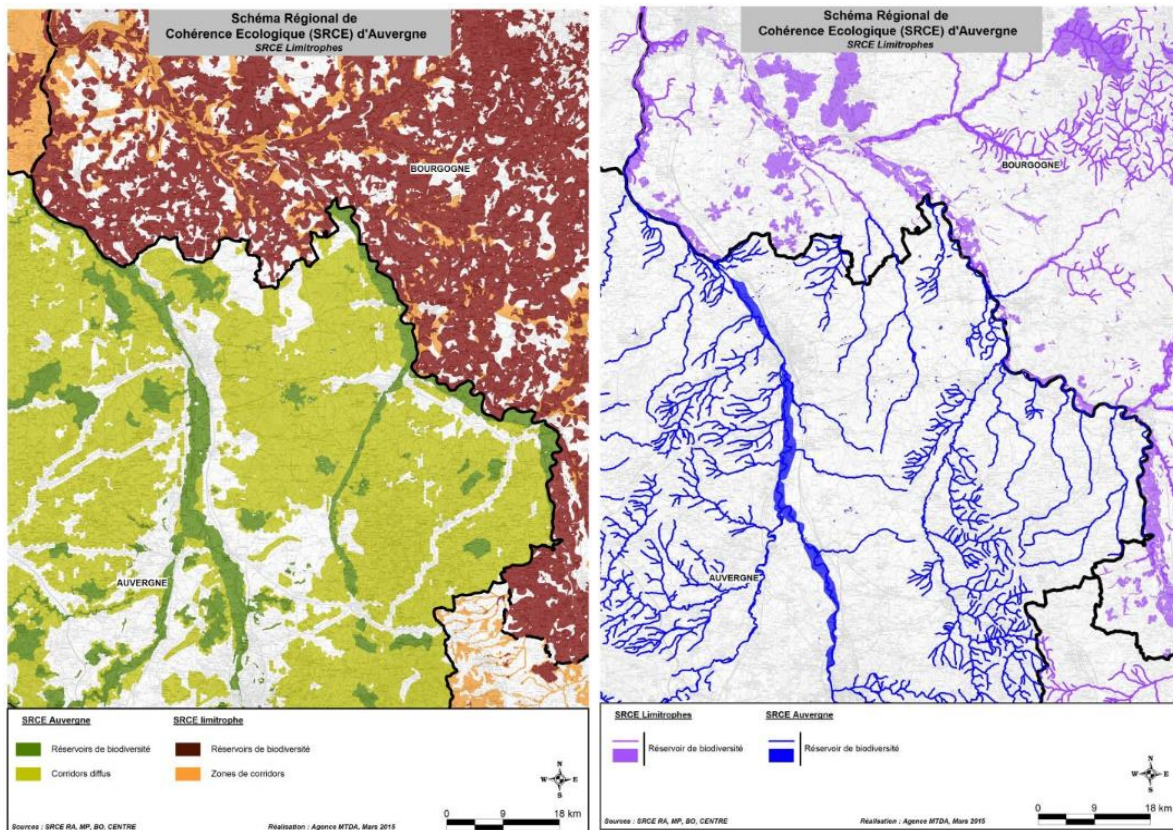 Schéma Régional de
Cohérence Ecologique (SRCE) d'Auvergne
SRCE Limitrophes
BOURGOGNE
AUVERGNE
SRCE Auvergne
SRCE limitrophe
Réservoirs de biodiversité
Réservoirs de biodiversité
Corridors diffus
Zones de corridors
N
W E
S
0 9 18 km
Sources : SRCE RA, MP, BO, CENTRE
Réalisation : Agence MTDA, Mars 2015
Schéma Régional de
Cohérence Ecologique (SRCE) d'Auvergne
SRCE Limitrophes
BOURGOGNE
AUVERGNE
SRCE Limitrophes
SRCE Auvergne
Réservoir de biodiversité
Réservoir de biodiversité
N
W E
S
0 9 18 km
Sources : SRCE RA, MP, BO, CENTRE
Réalisation : Agence MTDA, Mars 2015